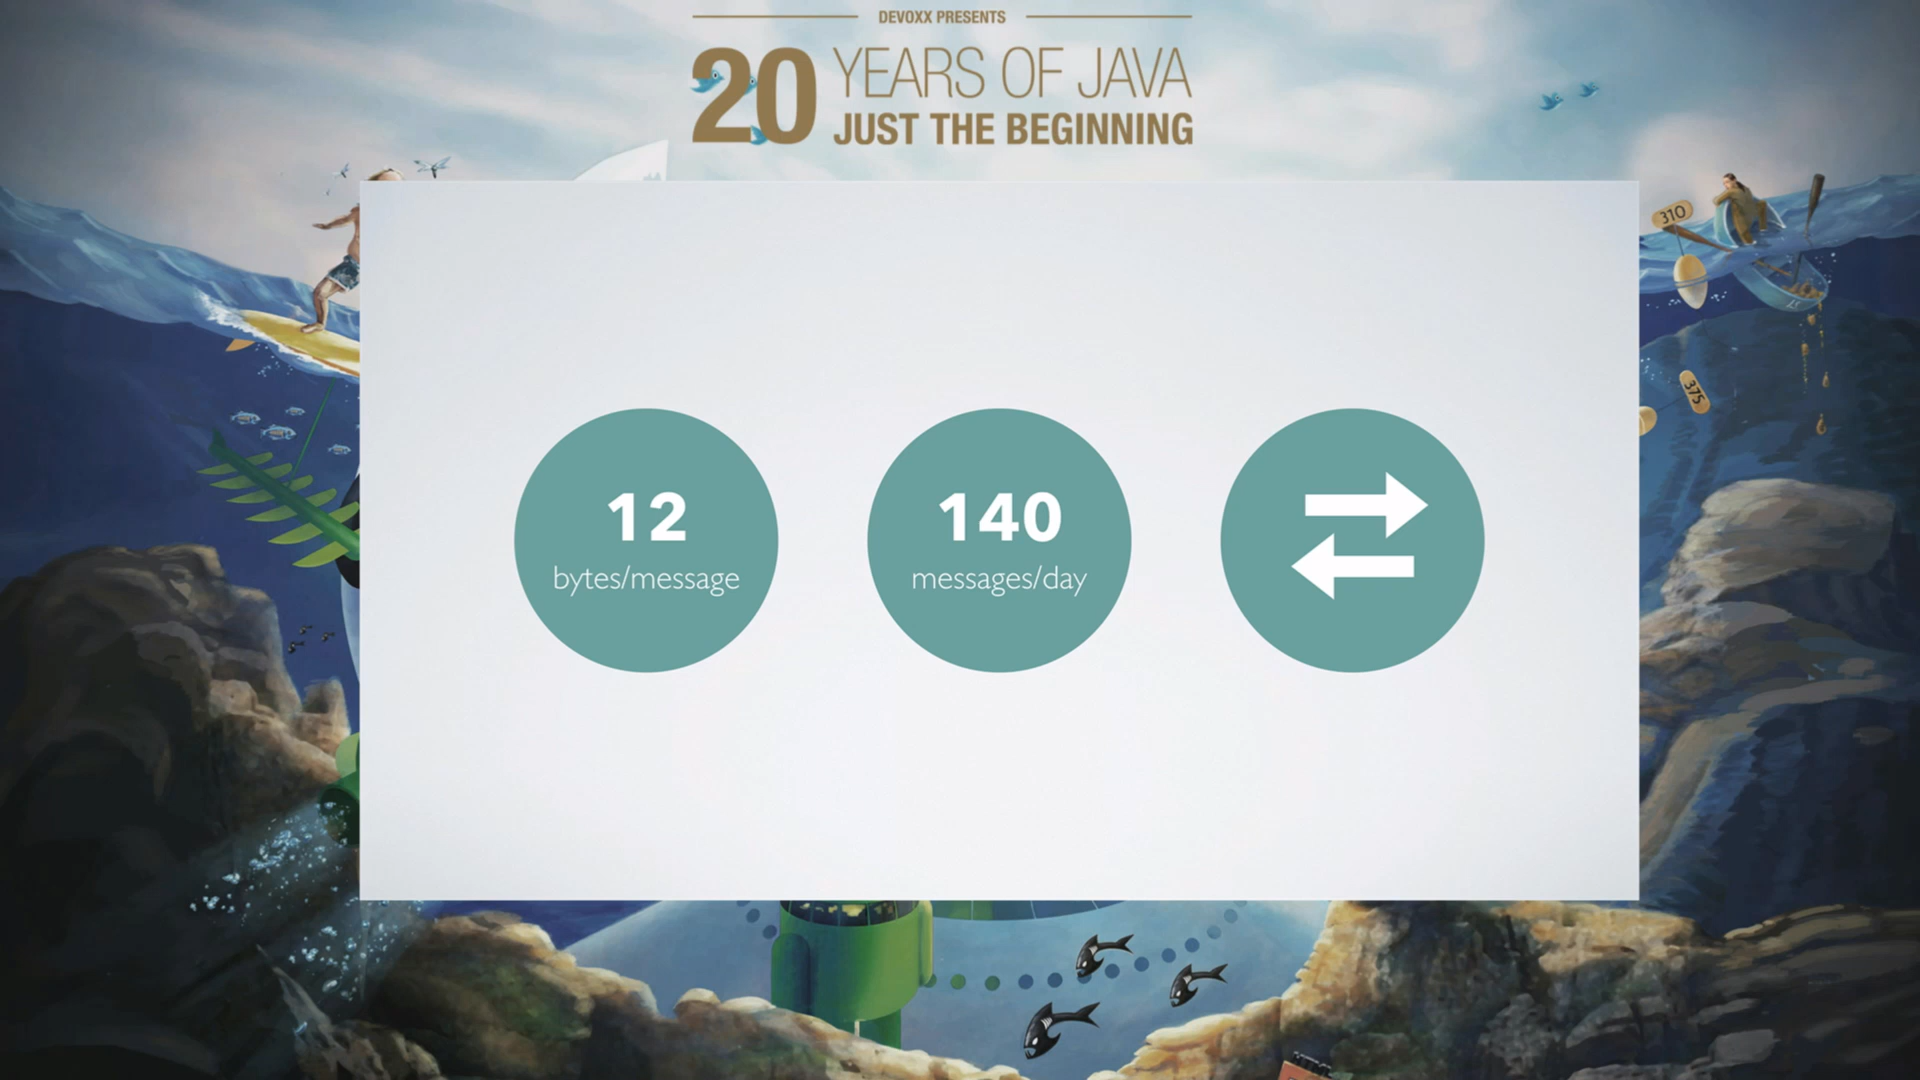 DEVOXX PRESENTS
20 YEARS OF JAVA
JUST THE BEGINNING
310
375
12
bytes/message
140
messages/day